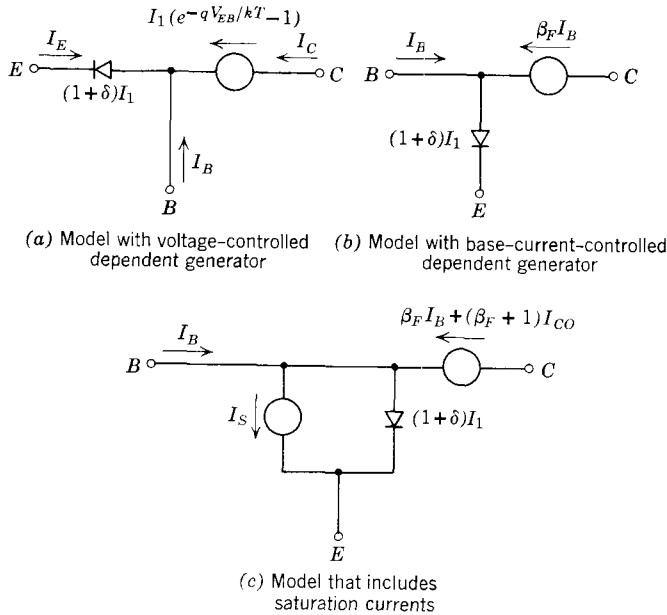 I_1(e^{-qV_{EB}/kT}-1)
I_E
I_C
E
C
(1+δ)I_1
I_B
B
(a) Model with voltage-controlled
dependent generator
I_B
β_F I_B
B
C
(1+δ)I_1
E
(b) Model with base-current-controlled
dependent generator
β_F I_B + (β_F + 1) I_{CO}
I_B
B
C
I_S
(1+δ)I_1
E
(c) Model that includes
saturation currents